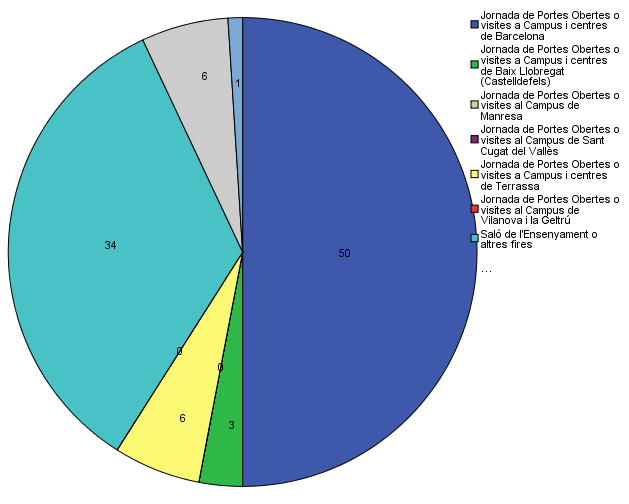 Jornada de Portes Obertes o
visites a Campus i centres
de Barcelona
Jornada de Portes Obertes o
visites a Campus i centres
de Baix Llobregat
(Castelldefels)
Jornada de Portes Obertes o
visites al Campus de
Manresa
Jornada de Portes Obertes o
visites al Campus de Sant
Cugat del Vallès
Jornada de Portes Obertes o
visites a Campus i centres
de Terrassa
Jornada de Portes Obertes o
visites al Campus de
Vilanova i la Geltrú
Saló de l'Ensenyament o
altres fires
...
6
1
34
50
0
0
6
3